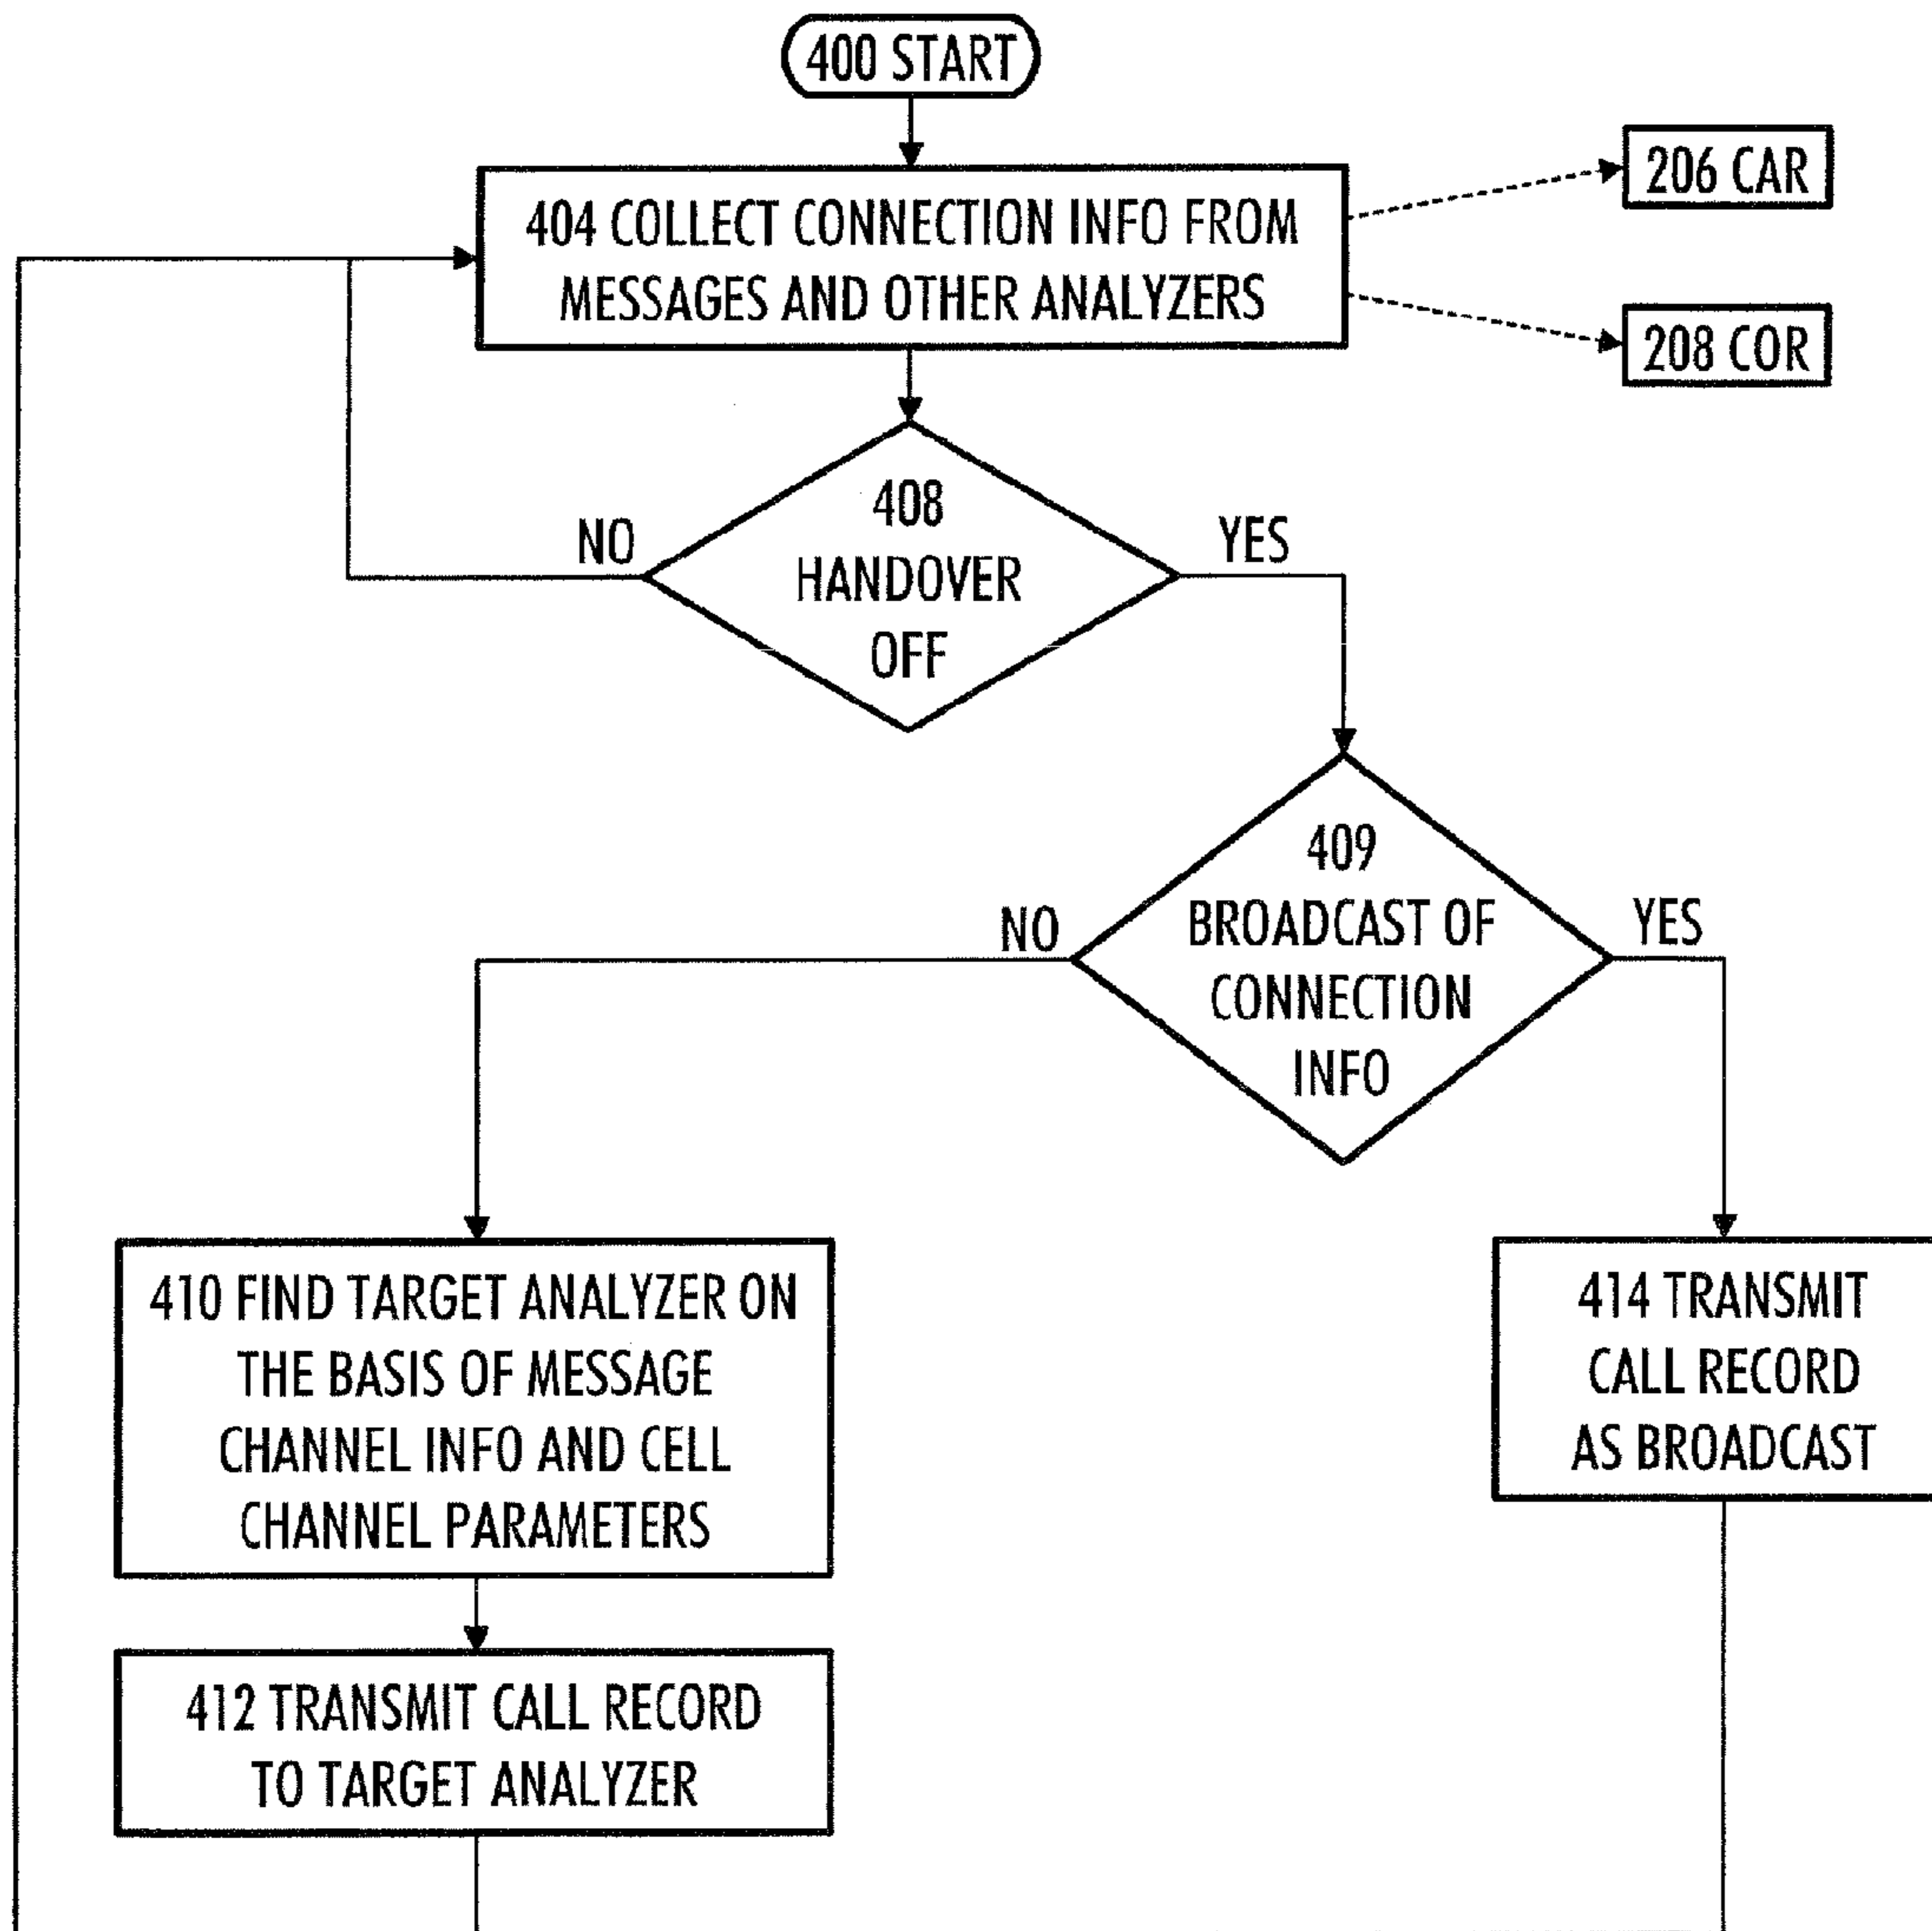 400 START
404 COLLECT CONNECTION INFO FROM
MESSAGES AND OTHER ANALYZERS
206 CAR
208 COR
408
HANDOVER
OFF
NO
YES
409
BROADCAST OF
CONNECTION
INFO
NO
YES
410 FIND TARGET ANALYZER ON
THE BASIS OF MESSAGE
CHANNEL INFO AND CELL
CHANNEL PARAMETERS
414 TRANSMIT
CALL RECORD
AS BROADCAST
412 TRANSMIT CALL RECORD
TO TARGET ANALYZER